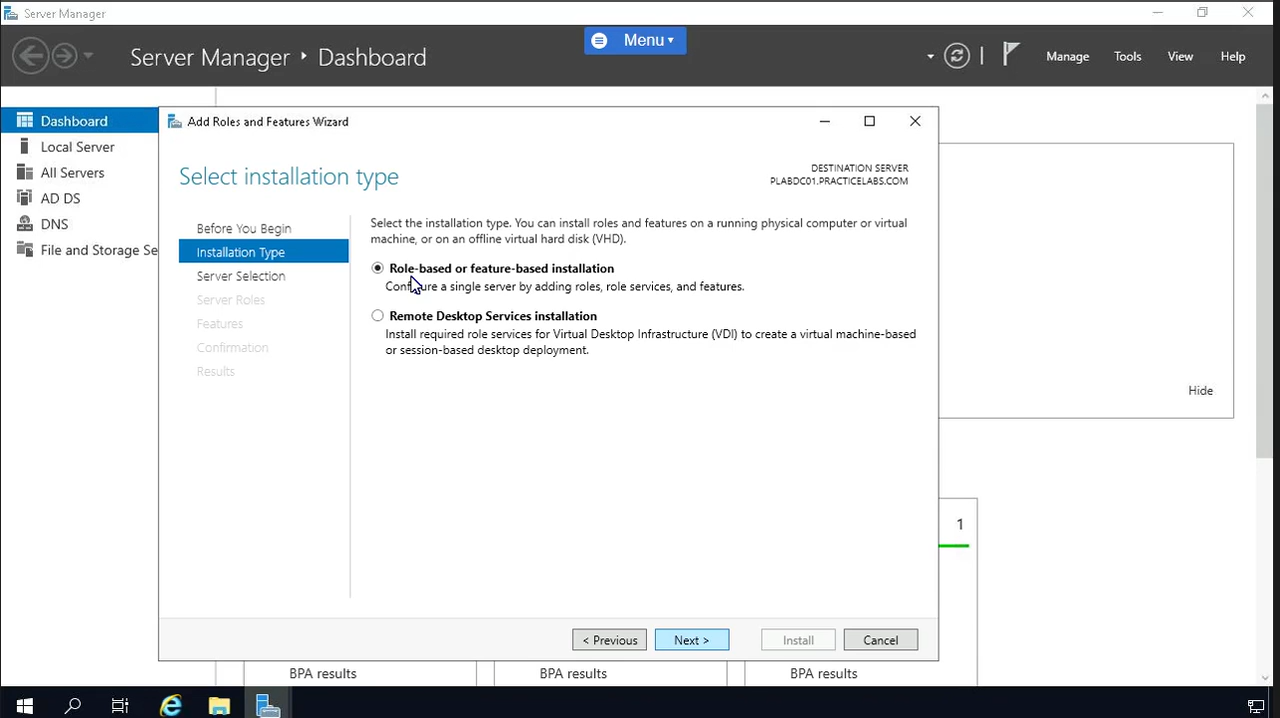 Server Manager
Menu
Server Manager Dashboard
Manage Tools View Help
Dashboard
Local Server
All Servers
AD DS
DNS
File and Storage Se
Add Roles and Features Wizard
Select installation type
DESTINATION SERVER
PLABDC01.PRACTICELABS.COM
Before You Begin
Installation Type
Server Selection
Server Roles
Features
Confirmation
Results
Select the installation type. You can install roles and features on a running physical computer or virtual
machine, or on an offline virtual hard disk (VHD).
Role-based or feature-based installation
Configure a single server by adding roles, role services, and features.
Remote Desktop Services installation
Install required role services for Virtual Desktop Infrastructure (VDI) to create a virtual machine-based
or session-based desktop deployment.
Hide
1
< Previous Next > Install Cancel
BPA results BPA results BPA results